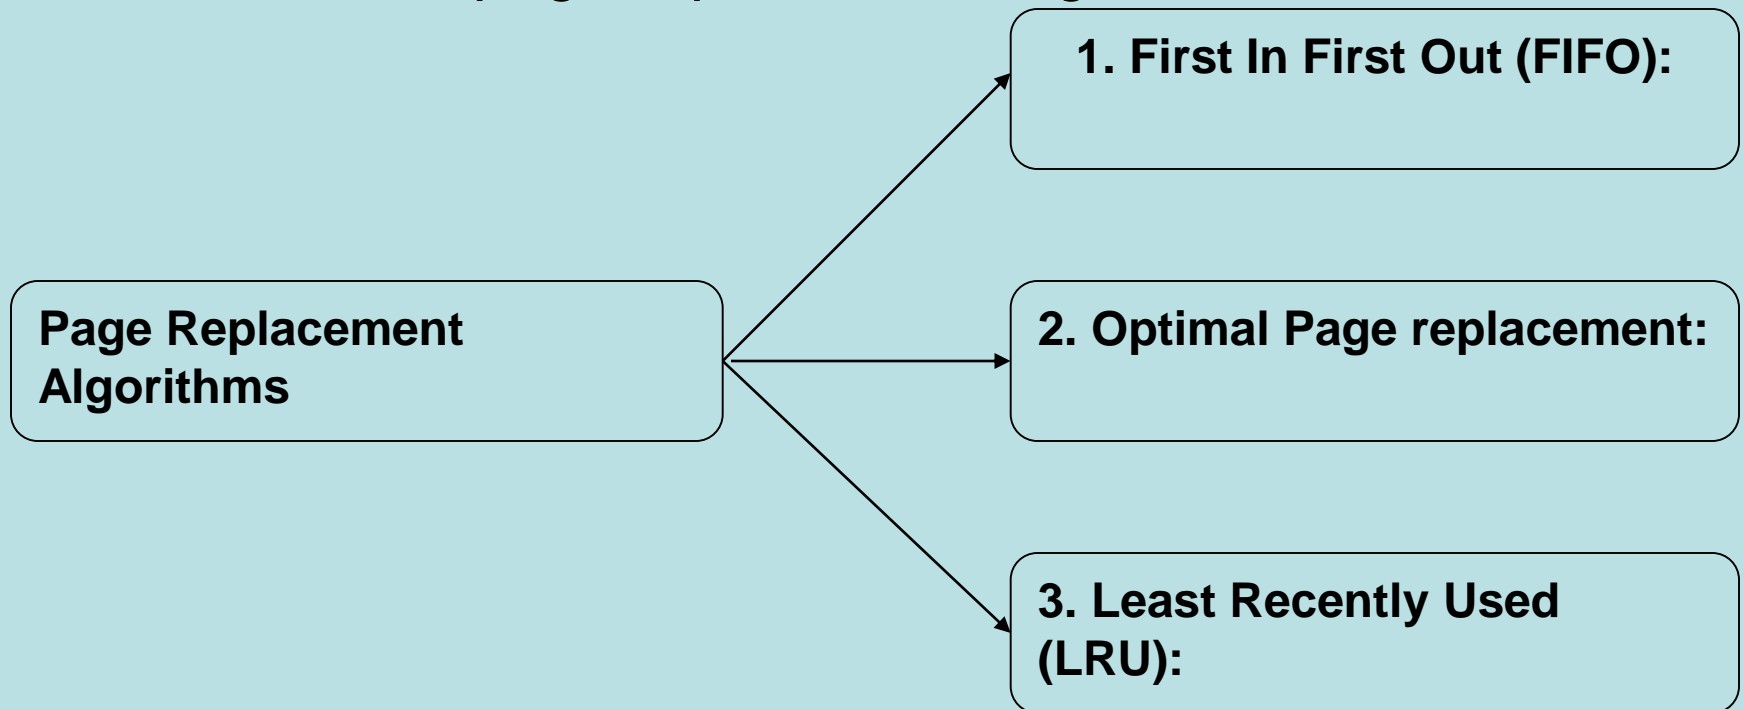 1. First In First Out (FIFO):
Page Replacement
Algorithms
2. Optimal Page replacement:
3. Least Recently Used
(LRU):